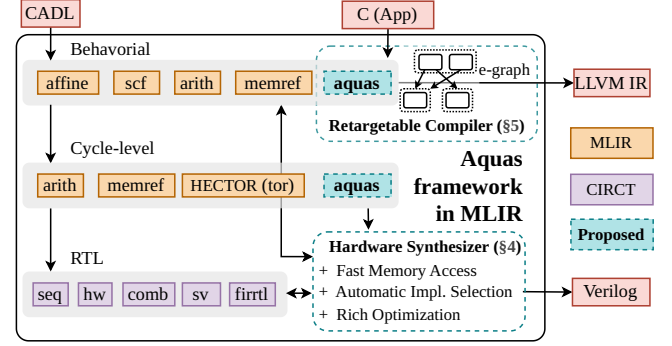 CADL
C (App)
Behavorial
affine
scf
arith
memref
aquas
e-graph
LLVM IR
Retargetable Compiler (§5)
Cycle-level
arith
memref
HECTOR (tor)
aquas
Aquas
framework
in MLIR
MLIR
CIRCT
Proposed
RTL
seq
hw
comb
sv
firrtl
Hardware Synthesizer (§4)
+ Fast Memory Access
+ Automatic Impl. Selection
+ Rich Optimization
Verilog